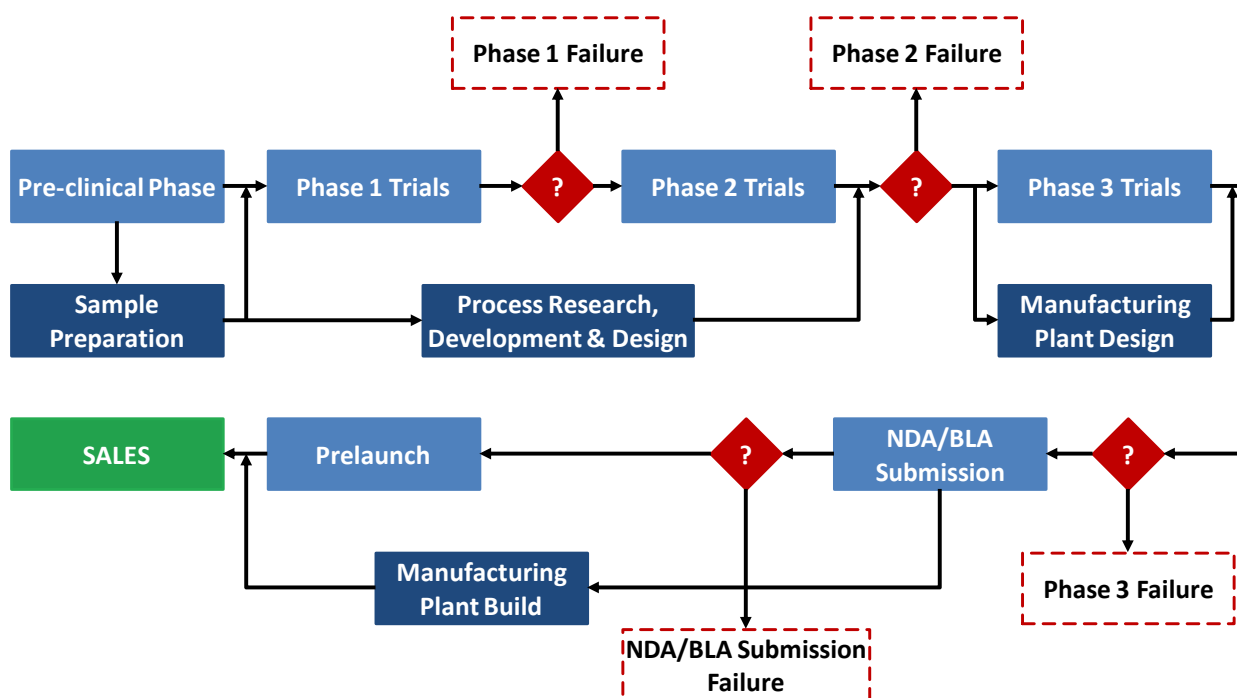 Phase 1 Failure
Phase 2 Failure
Pre-clinical Phase
Phase 1 Trials
?
Phase 2 Trials
?
Phase 3 Trials
Sample
Preparation
Process Research,
Development & Design
Manufacturing
Plant Design
SALES
Prelaunch
?
NDA/BLA
Submission
?
Manufacturing
Plant Build
Phase 3 Failure
NDA/BLA Submission
Failure